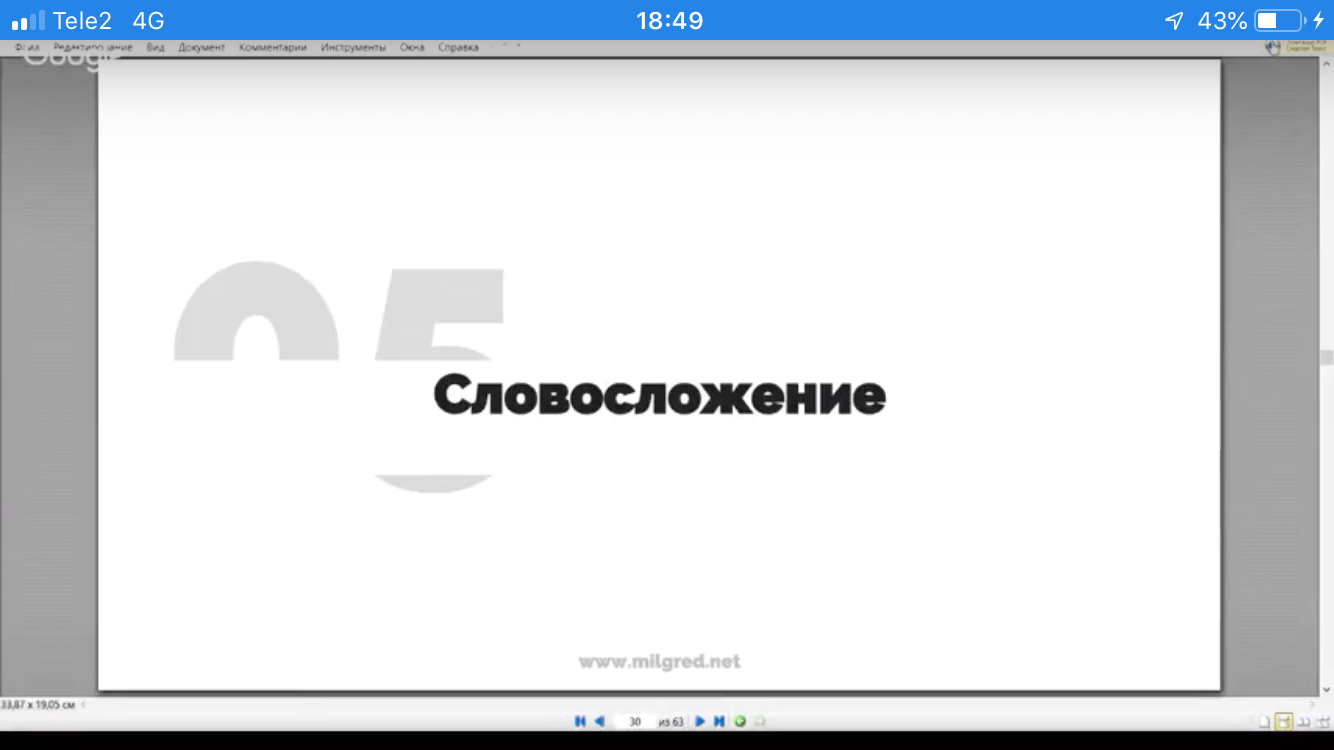 Tele2 4G 18:49 43%
Файл Редактирование Вид Документ Комментарии Инструменты Окна Справка
Google
05
Словосложение
www.milgred.net
33,87 x 19,05 см
30 из 63